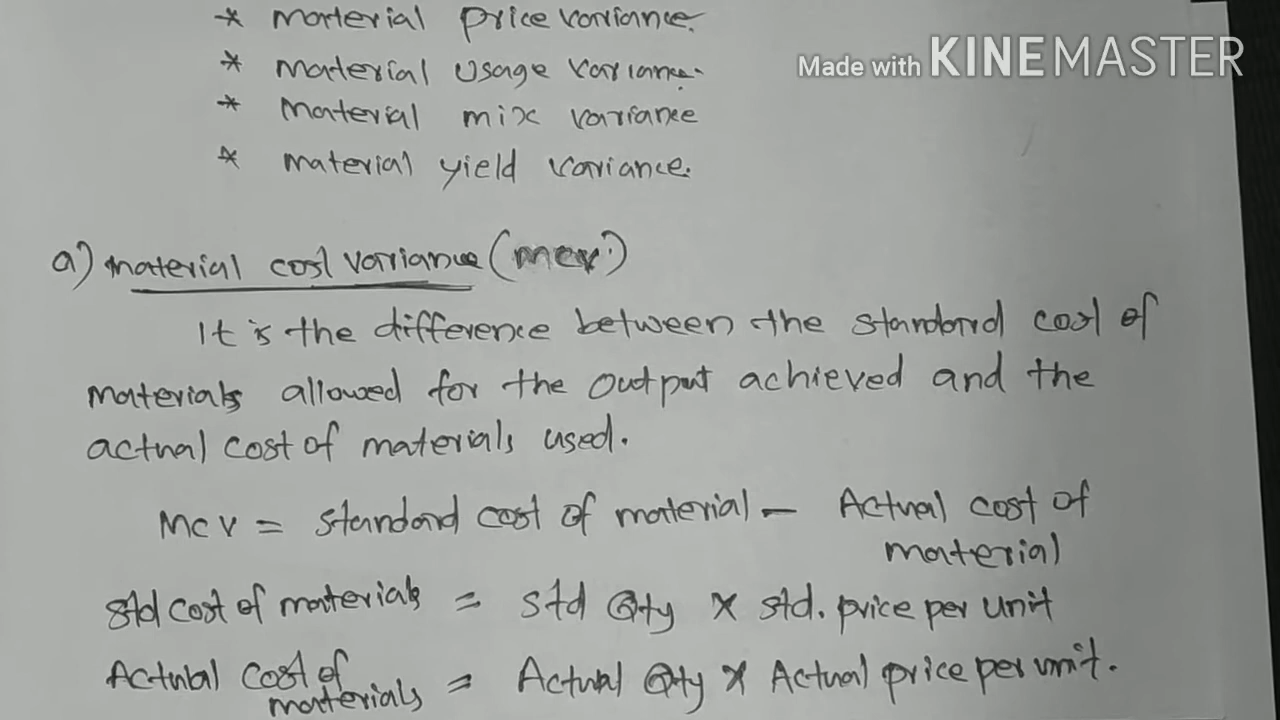 * material price variance.
Made with KINEMASTER
* material usage variance.
* material mix variance
* material yield variance.
a) material cost variance (mcv.)
It is the difference between the standard cost of
materials allowed for the output achieved and the
actual cost of materials used.
Mcv = standard cost of material - Actual cost of
material
Std cost of materials = std Qty x std. price per unit
Actual cost of
materials = Actual Qty x Actual price per unit.